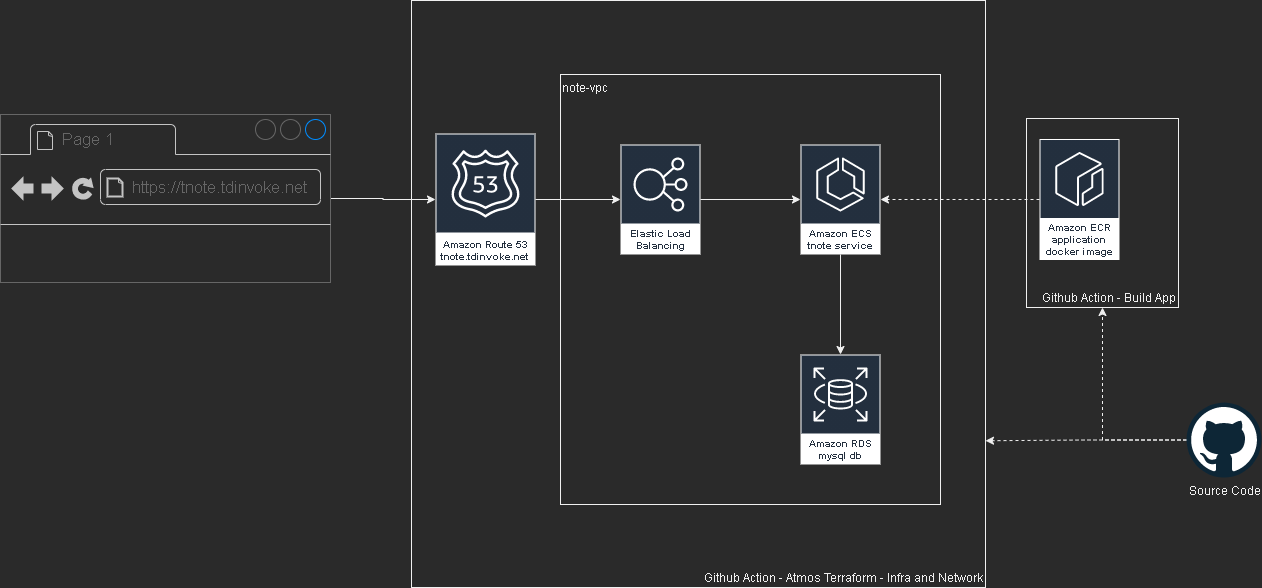 note-vpc
Page 1
https://tnote.tdinvoke.net
53
Amazon Route 53
tnote.tdinvoke.net
Elastic Load
Balancing
Amazon ECS
tnote service
Amazon ECR
application
docker image
Github Action - Build App
Amazon RDS
mysql db
Source Code
Github Action - Atmos Terraform - Infra and Network